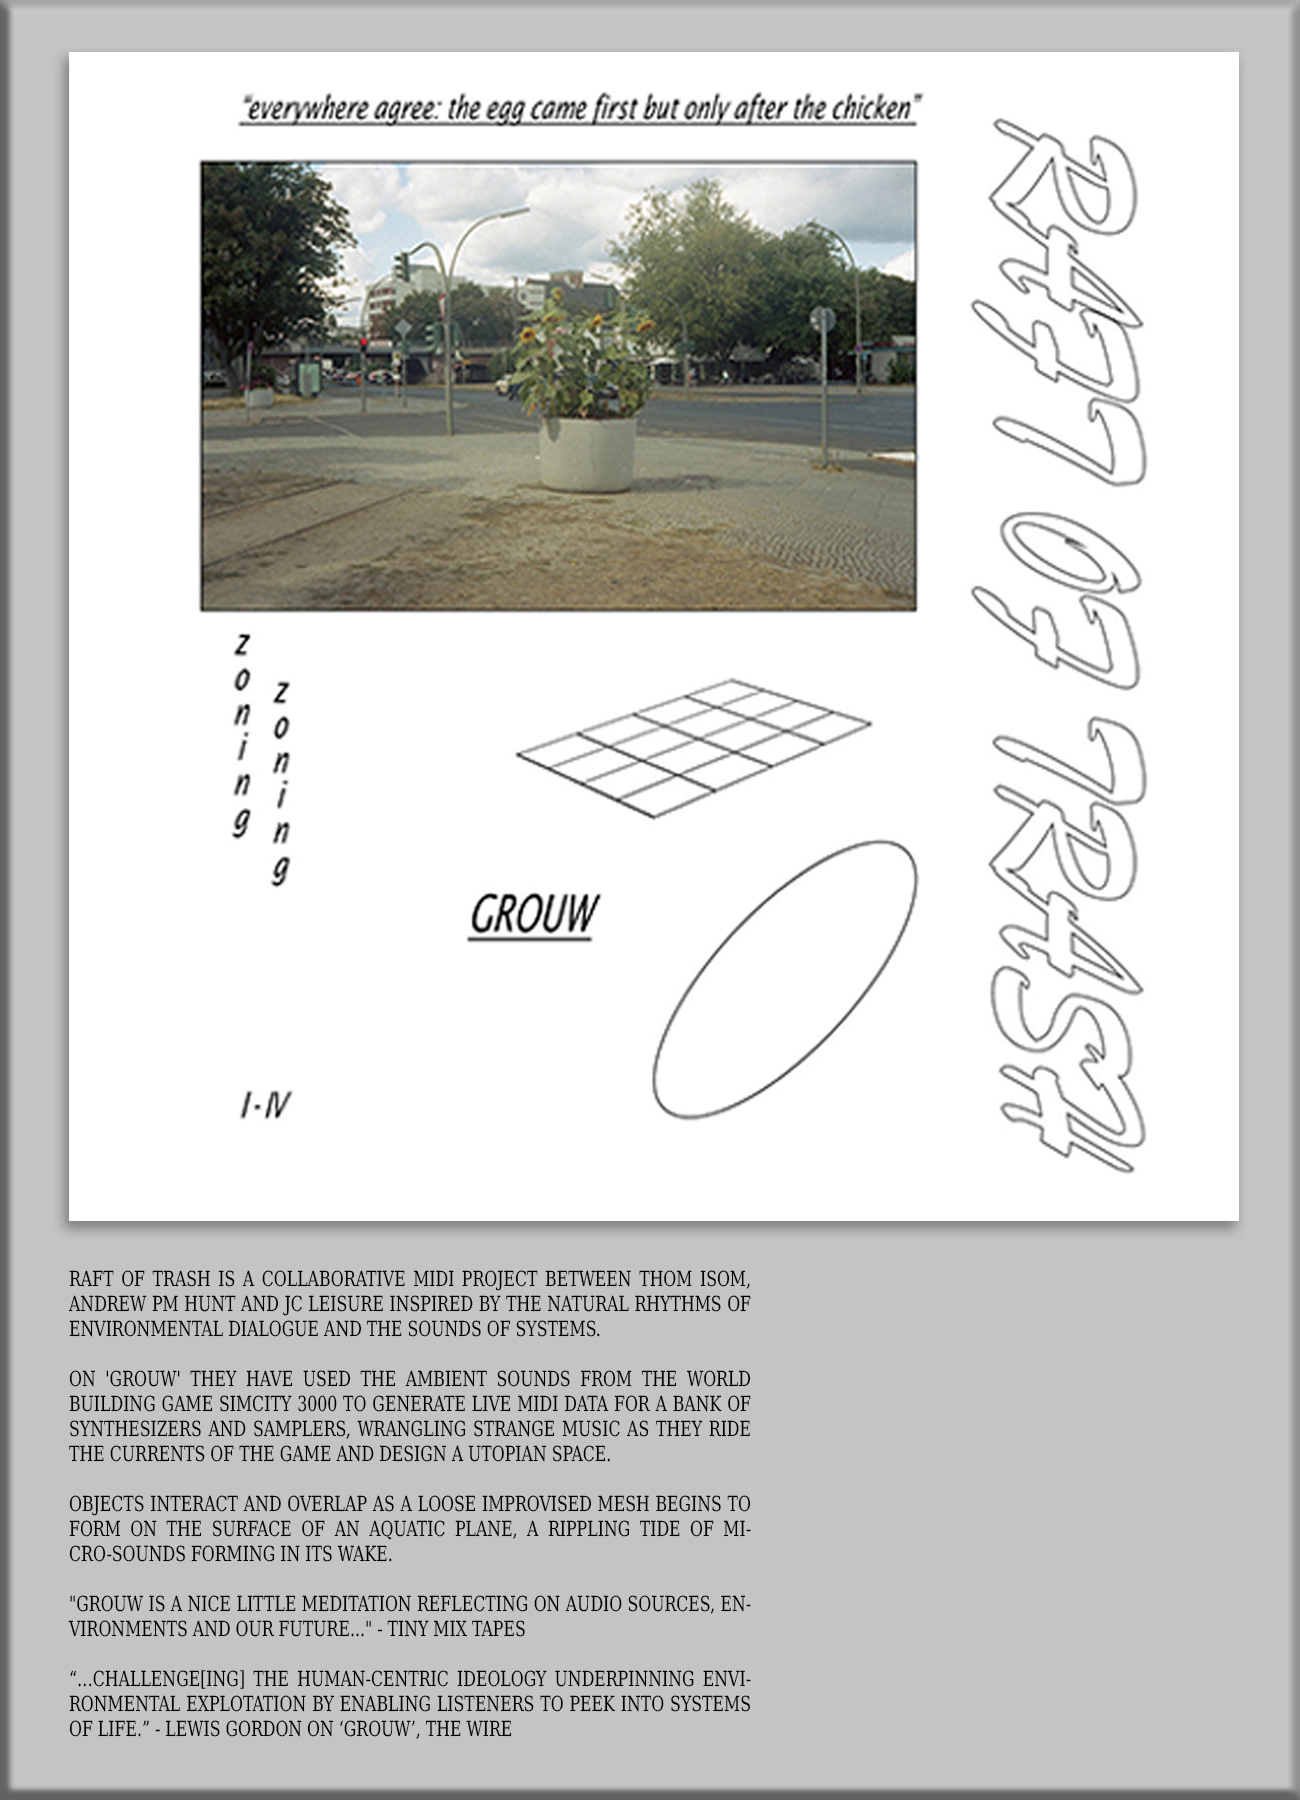 "everywhere agree: the egg came first but only after the chicken"
RAFT OF TRASH
zoning
zoning
GROUW
I - IV
RAFT OF TRASH IS A COLLABORATIVE MIDI PROJECT BETWEEN THOM ISOM,
ANDREW PM HUNT AND JC LEISURE INSPIRED BY THE NATURAL RHYTHMS OF
ENVIRONMENTAL DIALOGUE AND THE SOUNDS OF SYSTEMS.
ON 'GROUW' THEY HAVE USED THE AMBIENT SOUNDS FROM THE WORLD
BUILDING GAME SIMCITY 3000 TO GENERATE LIVE MIDI DATA FOR A BANK OF
SYNTHESIZERS AND SAMPLERS, WRANGLING STRANGE MUSIC AS THEY RIDE
THE CURRENTS OF THE GAME AND DESIGN A UTOPIAN SPACE.
OBJECTS INTERACT AND OVERLAP AS A LOOSE IMPROVISED MESH BEGINS TO
FORM ON THE SURFACE OF AN AQUATIC PLANE, A RIPPLING TIDE OF MI-
CRO-SOUNDS FORMING IN ITS WAKE.
"GROUW IS A NICE LITTLE MEDITATION REFLECTING ON AUDIO SOURCES, EN-
VIRONMENTS AND OUR FUTURE..." - TINY MIX TAPES
“...CHALLENGE[ING] THE HUMAN-CENTRIC IDEOLOGY UNDERPINNING ENVI-
RONMENTAL EXPLOTATION BY ENABLING LISTENERS TO PEEK INTO SYSTEMS
OF LIFE.” - LEWIS GORDON ON ‘GROUW’, THE WIRE